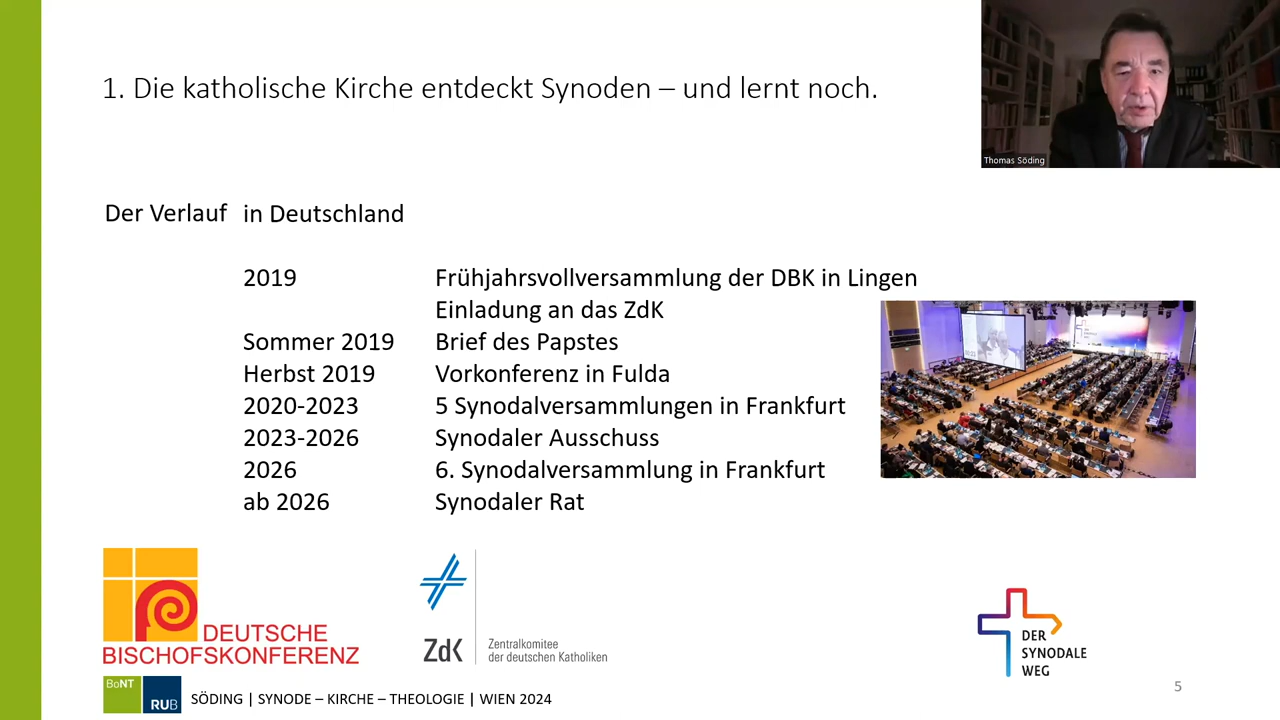 1. Die katholische Kirche entdeckt Synoden – und lernt noch.
Thomas Söding
Der Verlauf in Deutschland
2019 Frühjahrsvollversammlung der DBK in Lingen
Einladung an das ZdK
Sommer 2019 Brief des Papstes
Herbst 2019 Vorkonferenz in Fulda
2020-2023 5 Synodalversammlungen in Frankfurt
2023-2026 Synodaler Ausschuss
2026 6. Synodalversammlung in Frankfurt
ab 2026 Synodaler Rat
DEUTSCHE
BISCHOFSKONFERENZ
ZdK Zentralkomitee
der deutschen Katholiken
DER
SYNODALE
WEG
BoNT
RUB
SÖDING | SYNODE – KIRCHE – THEOLOGIE | WIEN 2024
5